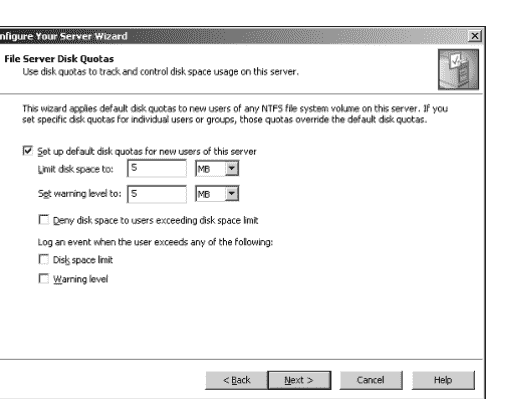 nfigure Your Server Wizard
File Server Disk Quotas
Use disk quotas to track and control disk space usage on this server.
This wizard applies default disk quotas to new users of any NTFS file system volume on this server. If you
set specific disk quotas for individual users or groups, those quotas override the default disk quotas.
Set up default disk quotas for new users of this server
Limit disk space to: 5 MB
Set warning level to: 5 MB
Deny disk space to users exceeding disk space limit
Log an event when the user exceeds any of the following:
Disk space limit
Warning level
< Back Next > Cancel Help